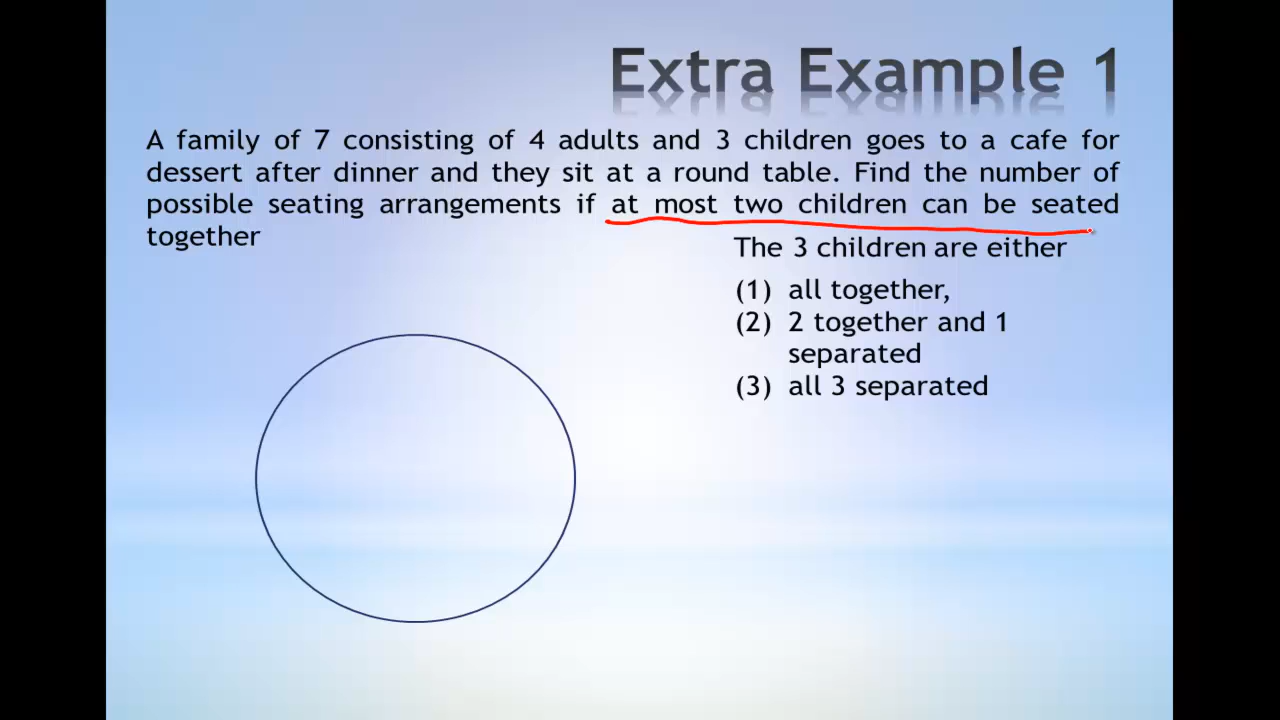 Extra Example 1
A family of 7 consisting of 4 adults and 3 children goes to a cafe for
dessert after dinner and they sit at a round table. Find the number of
possible seating arrangements if at most two children can be seated
together
The 3 children are either
(1) all together,
(2) 2 together and 1
separated
(3) all 3 separated